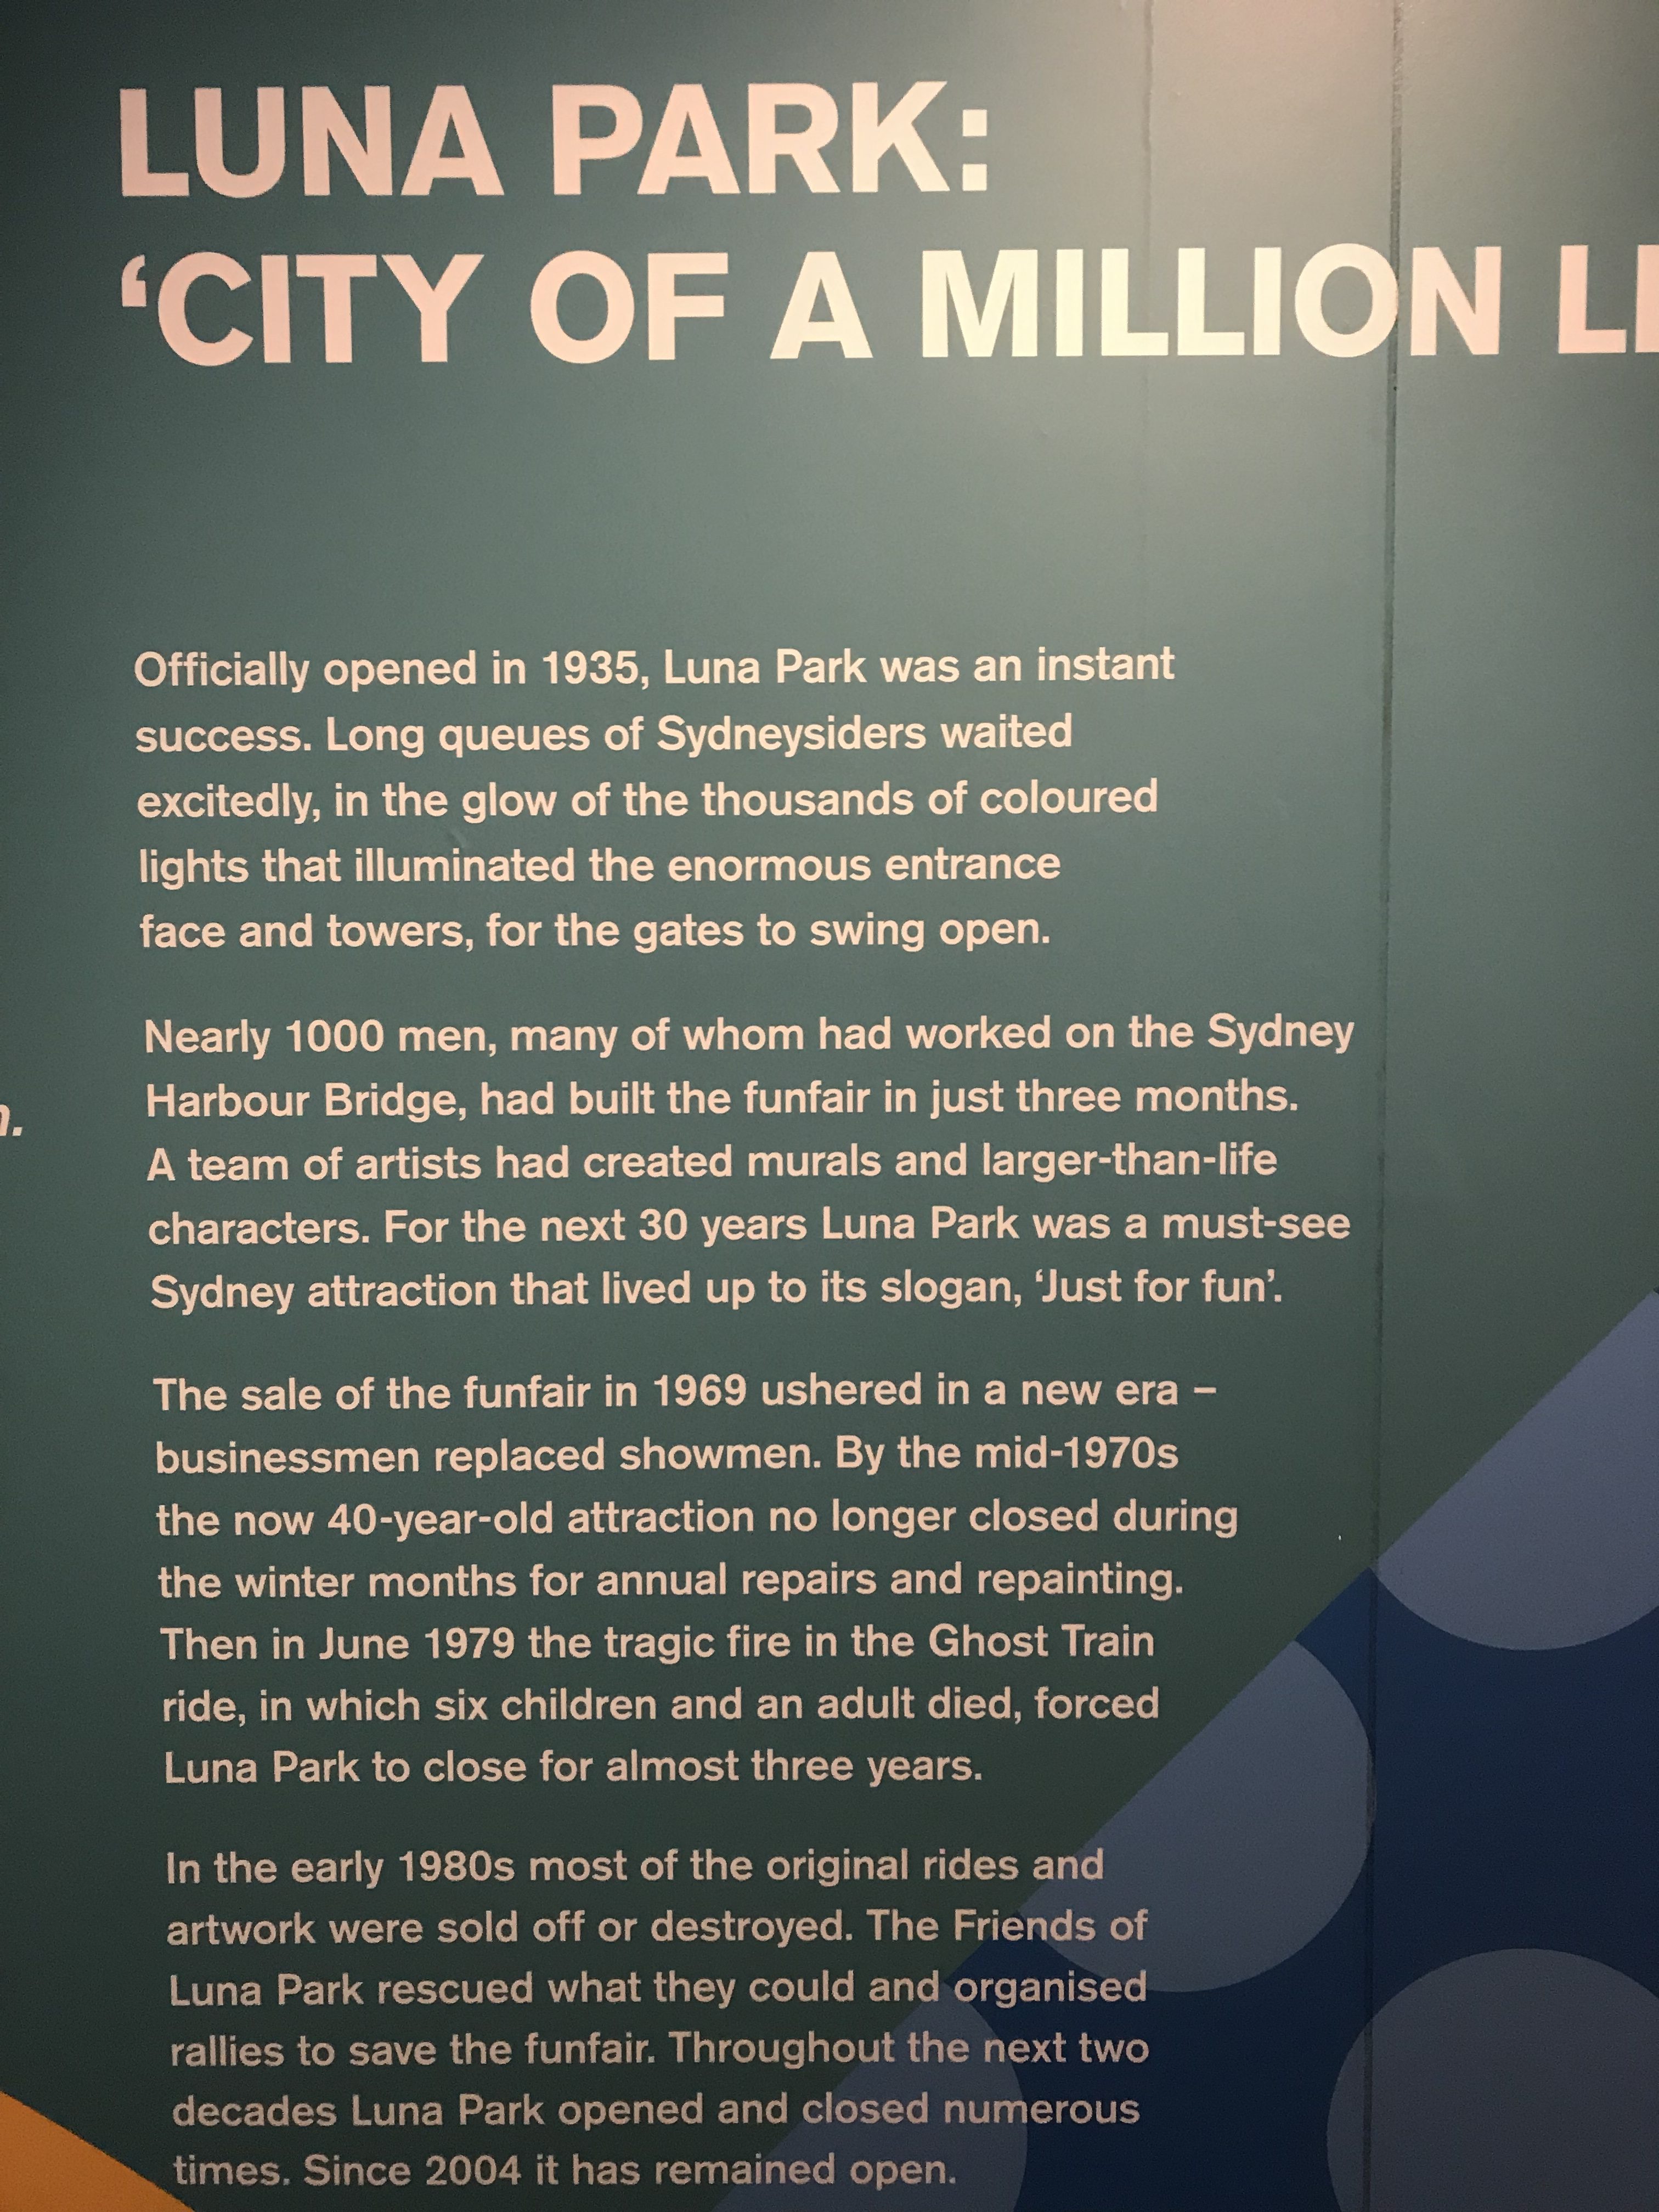 LUNA PARK:
‘CITY OF A MILLION
Officially opened in 1935, Luna Park was an instant
success. Long queues of Sydneysiders waited
excitedly, in the glow of the thousands of coloured
lights that illuminated the enormous entrance
face and towers, for the gates to swing open.
Nearly 1000 men, many of whom had worked on the Sydney
Harbour Bridge, had built the funfair in just three months.
A team of artists had created murals and larger-than-life
characters. For the next 30 years Luna Park was a must-see
Sydney attraction that lived up to its slogan, ‘Just for fun’.
The sale of the funfair in 1969 ushered in a new era –
businessmen replaced showmen. By the mid-1970s
the now 40-year-old attraction no longer closed during
the winter months for annual repairs and repainting.
Then in June 1979 the tragic fire in the Ghost Train
ride, in which six children and an adult died, forced
Luna Park to close for almost three years.
In the early 1980s most of the original rides and
artwork were sold off or destroyed. The Friends of
Luna Park rescued what they could and organised
rallies to save the funfair. Throughout the next two
decades Luna Park opened and closed numerous
times. Since 2004 it has remained open.